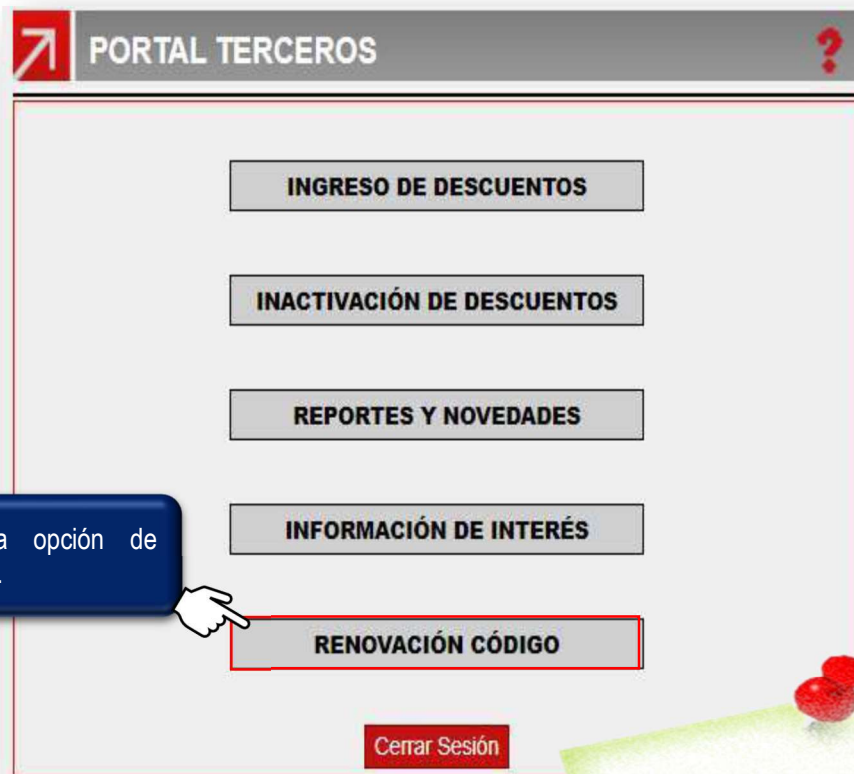 PORTAL TERCEROS
?
INGRESO DE DESCUENTOS
INACTIVACIÓN DE DESCUENTOS
REPORTES Y NOVEDADES
INFORMACIÓN DE INTERÉS
opción de
RENOVACIÓN CÓDIGO
Cerrar Sesión